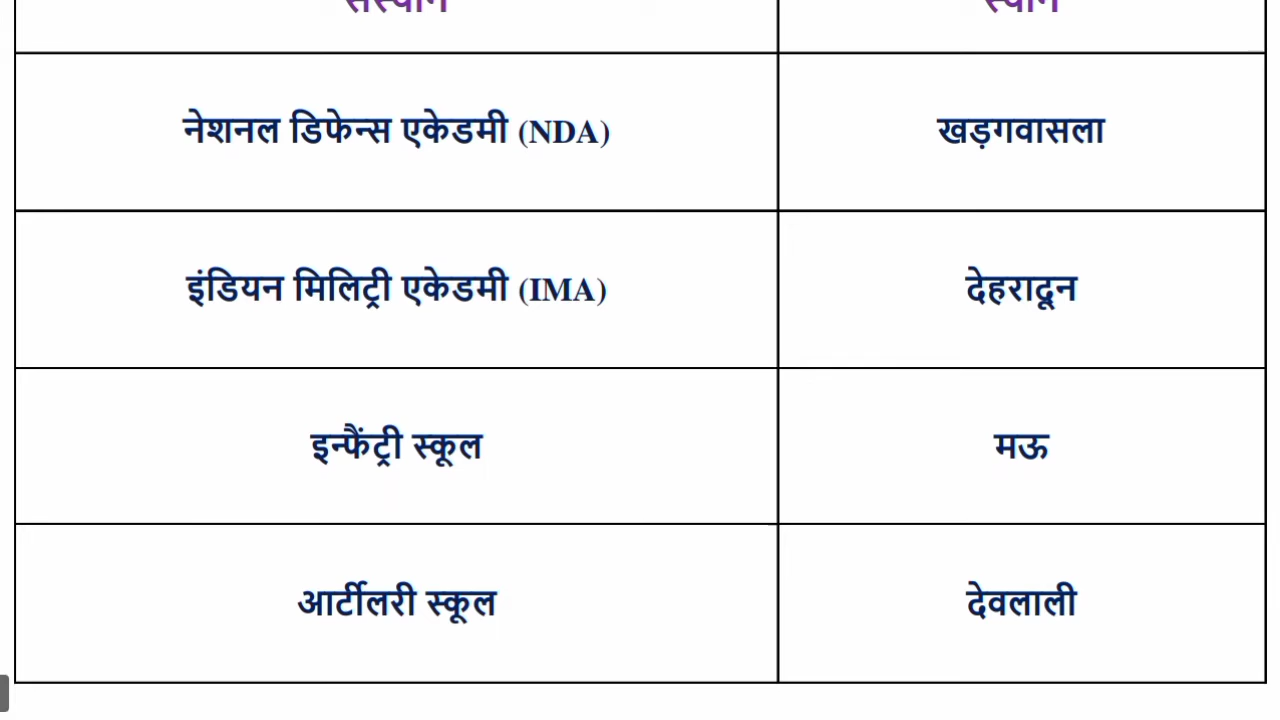 संस्थान स्थान
नेशनल डिफेन्स एकेडमी (NDA) खड़गवासला
इंडियन मिलिट्री एकेडमी (IMA) देहरादून
इन्फैंट्री स्कूल मऊ
आर्टीलरी स्कूल देवलाली